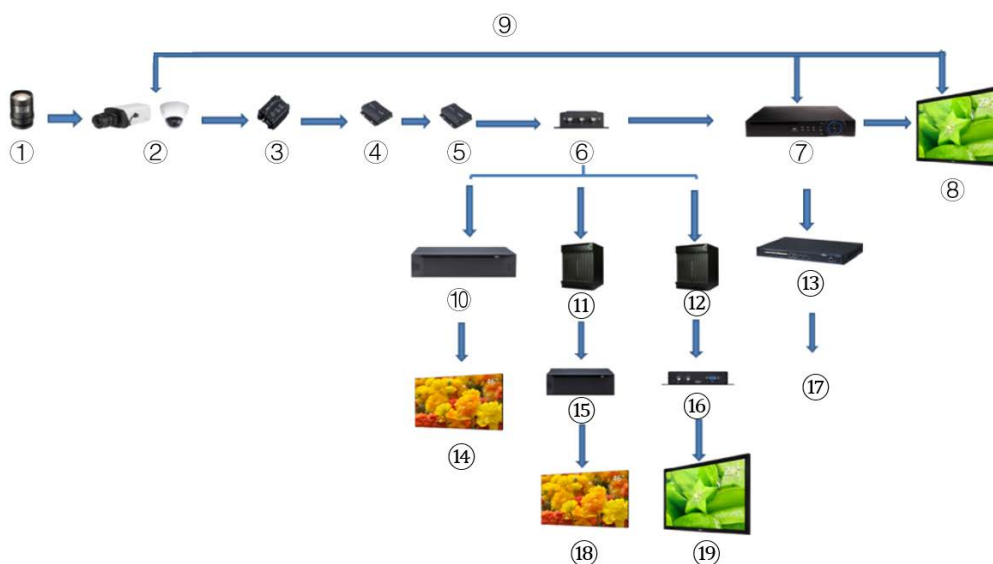 ⑨
① ② ③ ④ ⑤ ⑥ ⑦ ⑧
⑩ ⑪ ⑫ ⑬
⑭ ⑮ ⑯ ⑰
⑱ ⑲